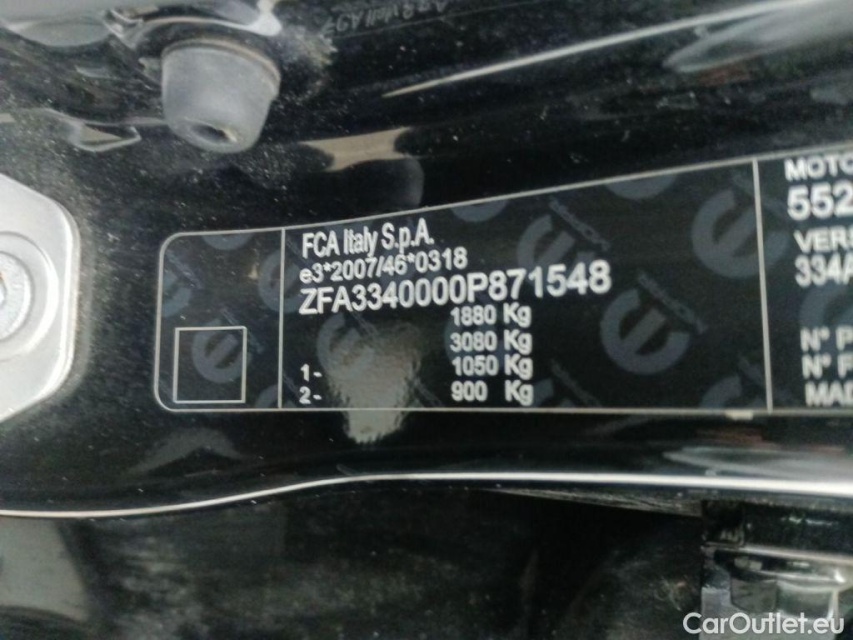 FCA Italy S.p.A.
e3*2007/46*0318
ZFA3340000P871548
1880 Kg
3080 Kg
1- 1050 Kg
2- 900 Kg
MOTO
552
VERS
334A
N° P
N° F
MAD
CarOutlet.eu